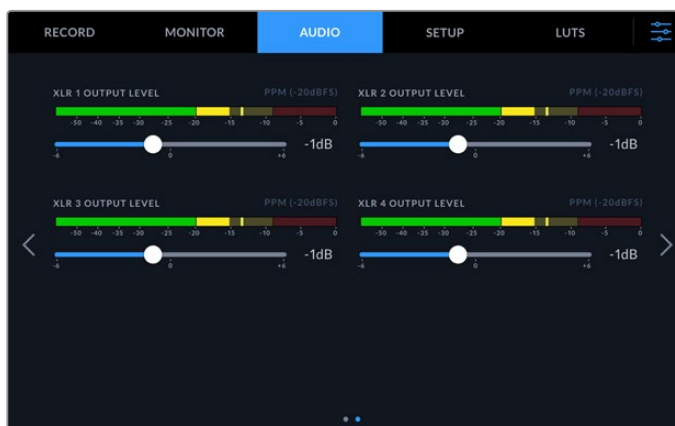 RECORD MONITOR AUDIO SETUP LUTS
XLR 1 OUTPUT LEVEL PPM (-20dBFS) XLR 2 OUTPUT LEVEL PPM (-20dBFS)
-50 -40 -35 -30 -20 -15 -10 -5 0 -50 -40 -35 -30 -20 -15 -10 -5 0
-1dB -1dB
-6 0 +6 -6 0 +6
XLR 3 OUTPUT LEVEL PPM (-20dBFS) XLR 4 OUTPUT LEVEL PPM (-20dBFS)
-50 -40 -35 -30 -20 -15 -10 -5 0 -50 -40 -35 -30 -20 -15 -10 -5 0
-1dB -1dB
-6 0 +6 -6 0 +6